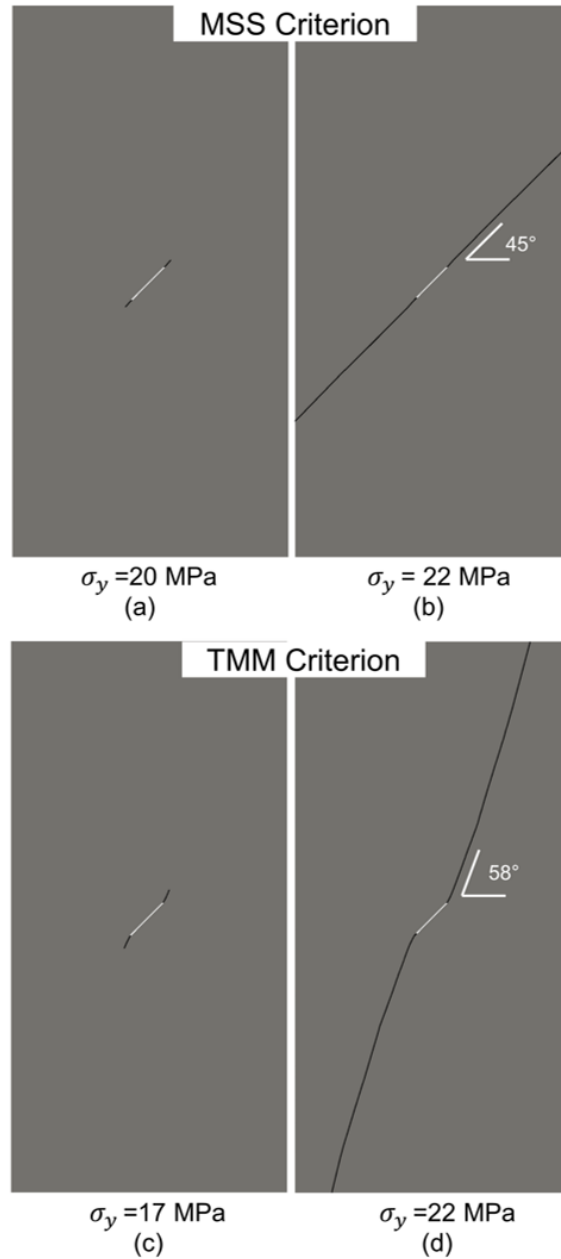 MSS Criterion
45°
σ_y =20 MPa
σ_y = 22 MPa
(a)
(b)
TMM Criterion
58°
σ_y =17 MPa
σ_y =22 MPa
(c)
(d)